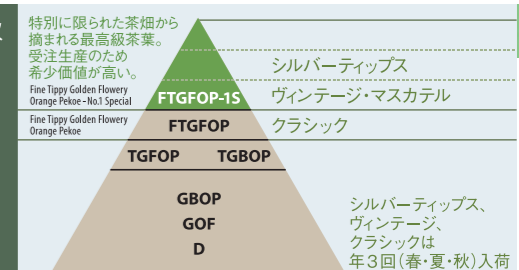 特別に限られた茶畑から
摘まれる最高級茶葉。
受注生産のため
希少価値が高い。
シルバーティップス
Fine Tippy Golden Flowery
Orange Pekoe - No.1 Special
FTGFOP-1S
ヴィンテージ・マスカテル
Fine Tippy Golden Flowery
Orange Pekoe
FTGFOP
クラシック
TGFOP TGBOP
GBOP
GOF
D
シルバーティップス、
ヴィンテージ、
クラシックは
年3回(春・夏・秋)入荷